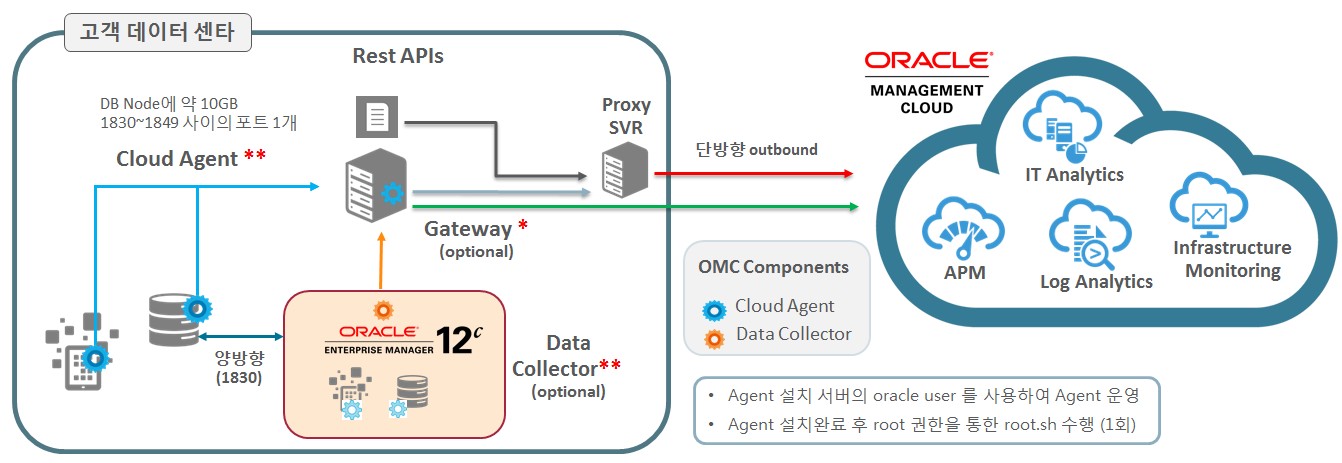 고객 데이터 센타
Rest APIs
DB Node에 약 10GB
1830~1849 사이의 포트 1개
Cloud Agent **
Proxy
SVR
단방향 outbound
Gateway *
(optional)
양방향
(1830)
ORACLE
ENTERPRISE MANAGER 12c
Data
Collector**
(optional)
ORACLE
MANAGEMENT
CLOUD
IT Analytics
APM
Log Analytics
Infrastructure
Monitoring
OMC Components
Cloud Agent
Data Collector
• Agent 설치 서버의 oracle user 를 사용하여 Agent 운영
• Agent 설치완료 후 root 권한을 통한 root.sh 수행 (1회)